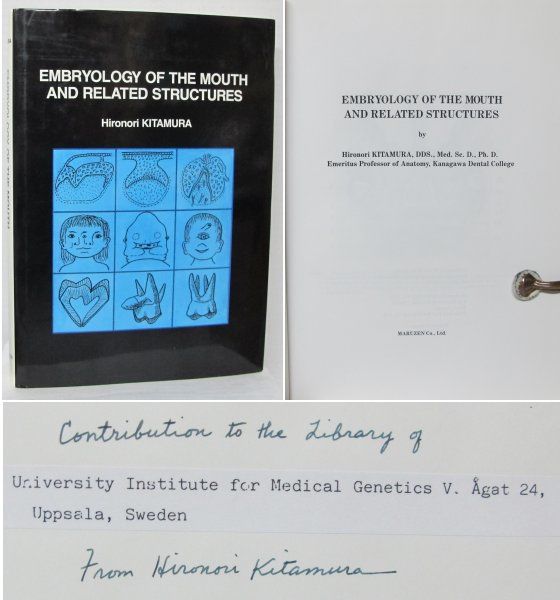 EMBRYOLOGY OF THE MOUTH
AND RELATED STRUCTURES
Hironori KITAMURA
EMBRYOLOGY OF THE MOUTH
AND RELATED STRUCTURES
by
Hironori KITAMURA, DDS., Med. Sc. D., Ph. D.
Emeritus Professor of Anatomy, Kanagawa Dental College
MARUZEN Co., Ltd.
Contribution to the Library of
University Institute for Medical Genetics V. Ågat 24,
Uppsala, Sweden
From Hironori Kitamura